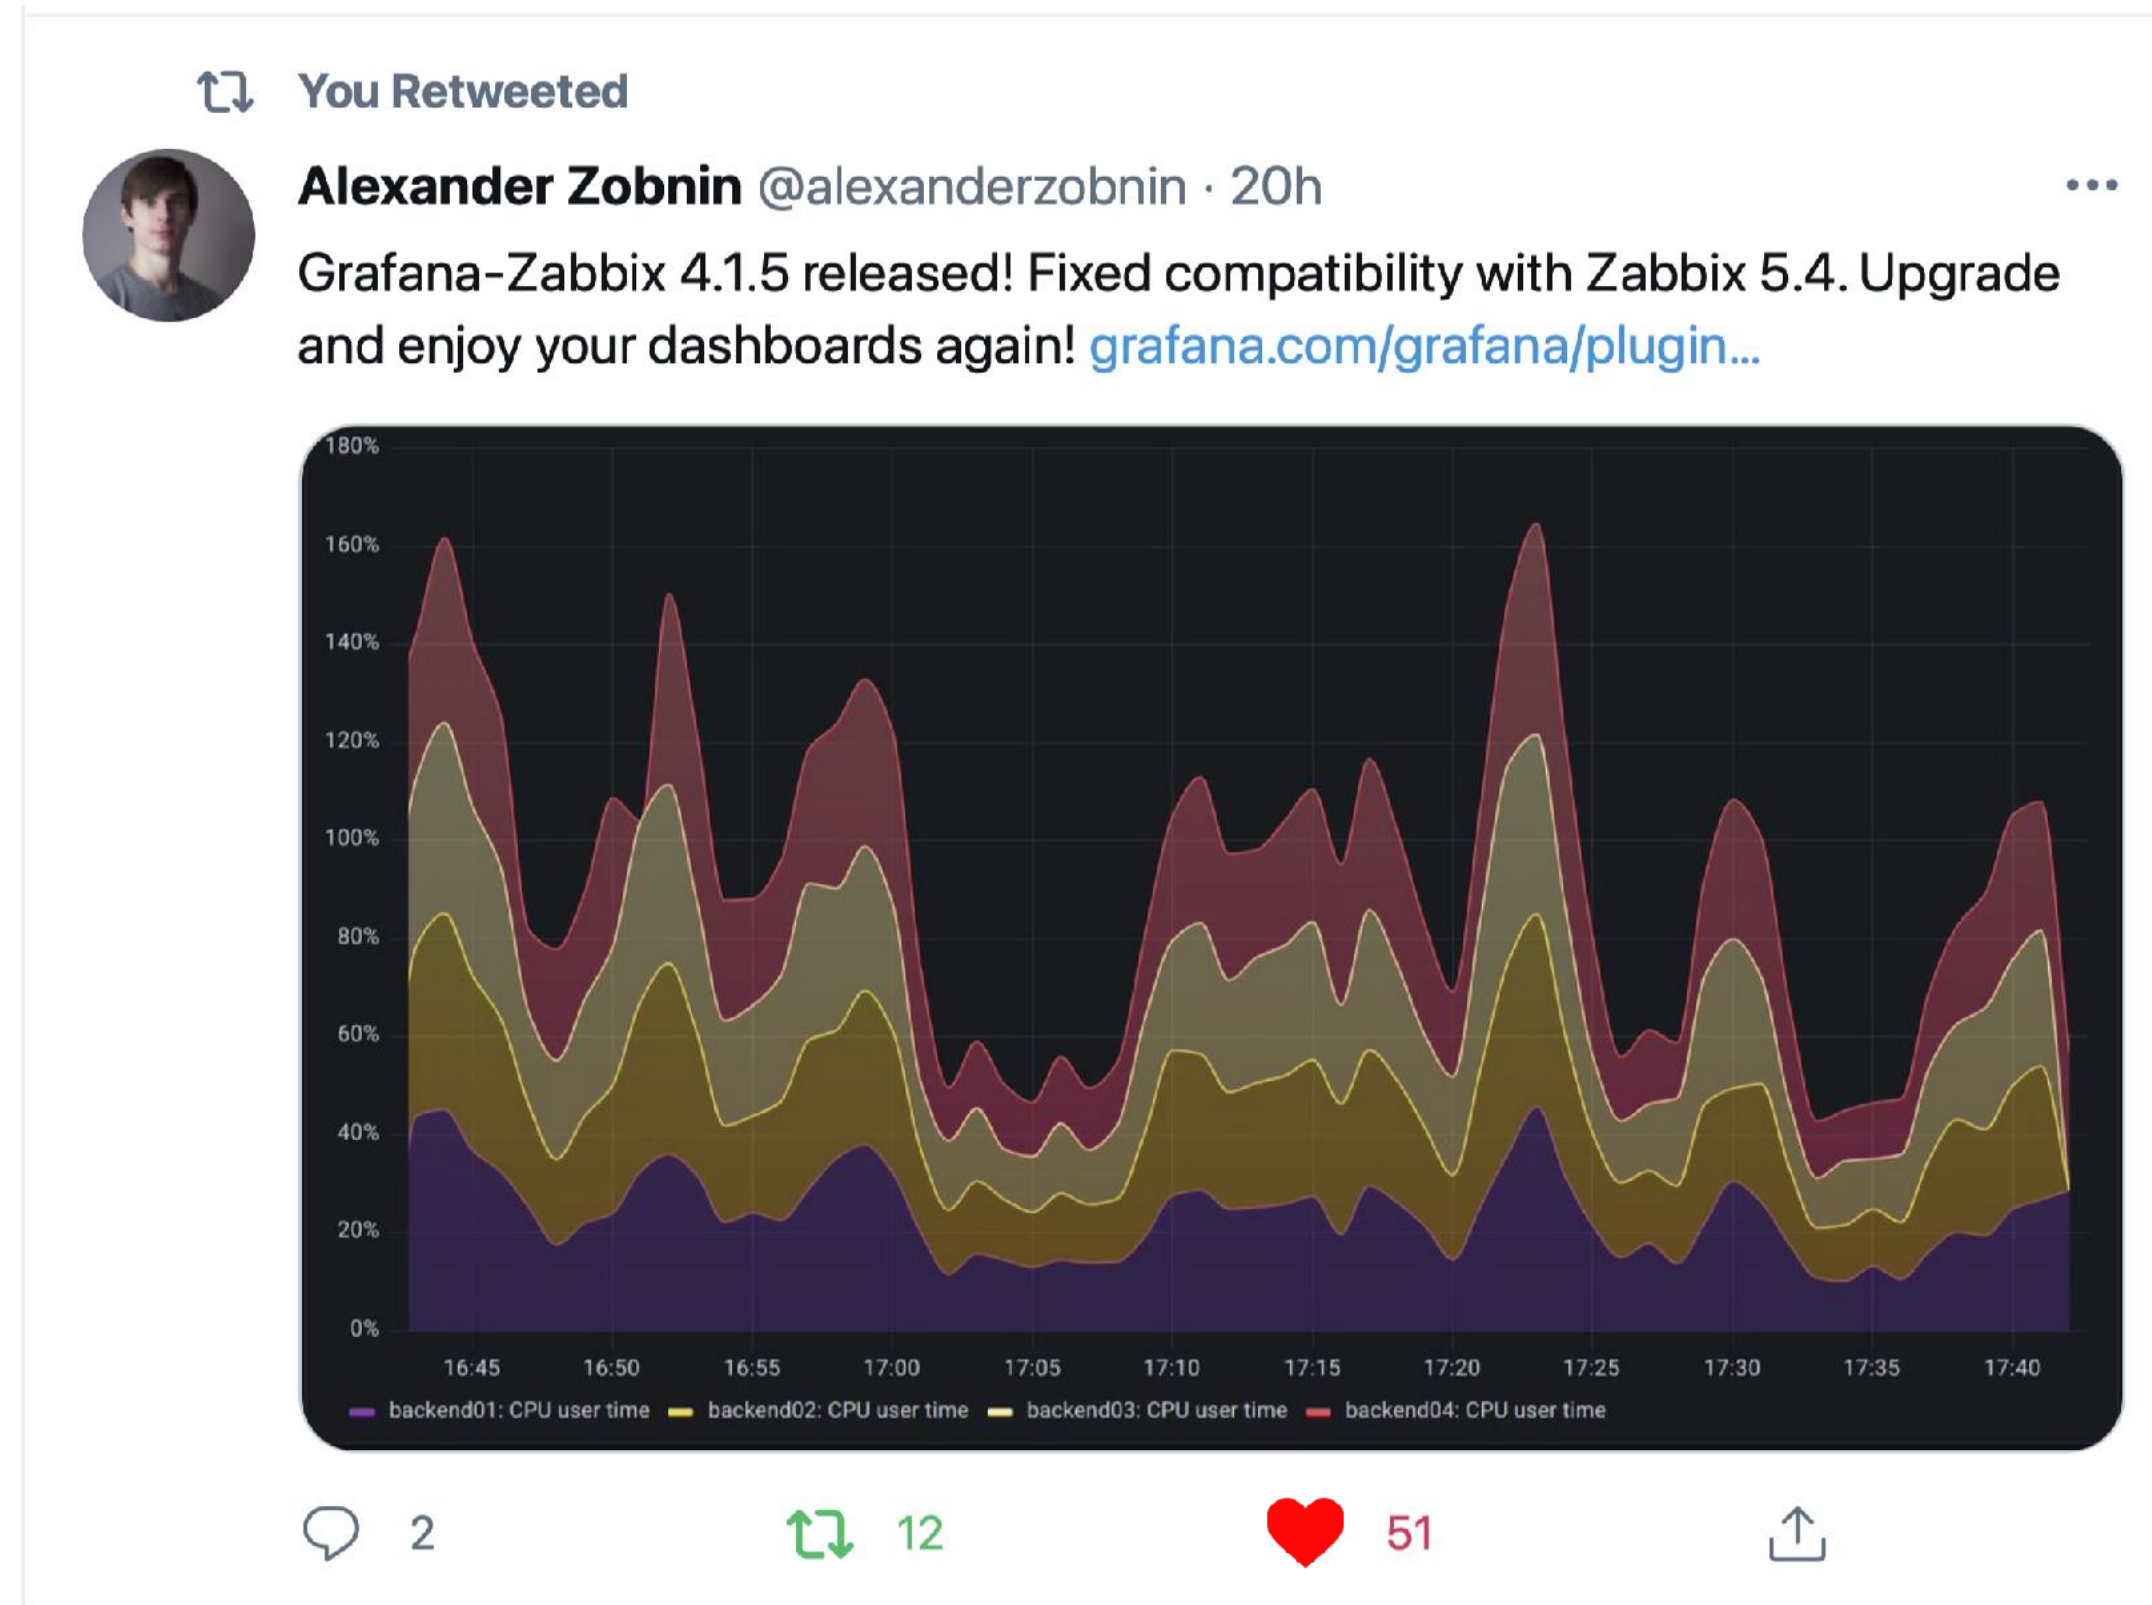 You Retweeted
Alexander Zobnin @alexanderzobnin · 20h
Grafana-Zabbix 4.1.5 released! Fixed compatibility with Zabbix 5.4. Upgrade
and enjoy your dashboards again! grafana.com/grafana/plugin...
180%
160%
140%
120%
100%
80%
60%
40%
20%
0%
16:45 16:50 16:55 17:00 17:05 17:10 17:15 17:20 17:25 17:30 17:35 17:40
backend01: CPU user time backend02: CPU user time backend03: CPU user time backend04: CPU user time
2 12 51